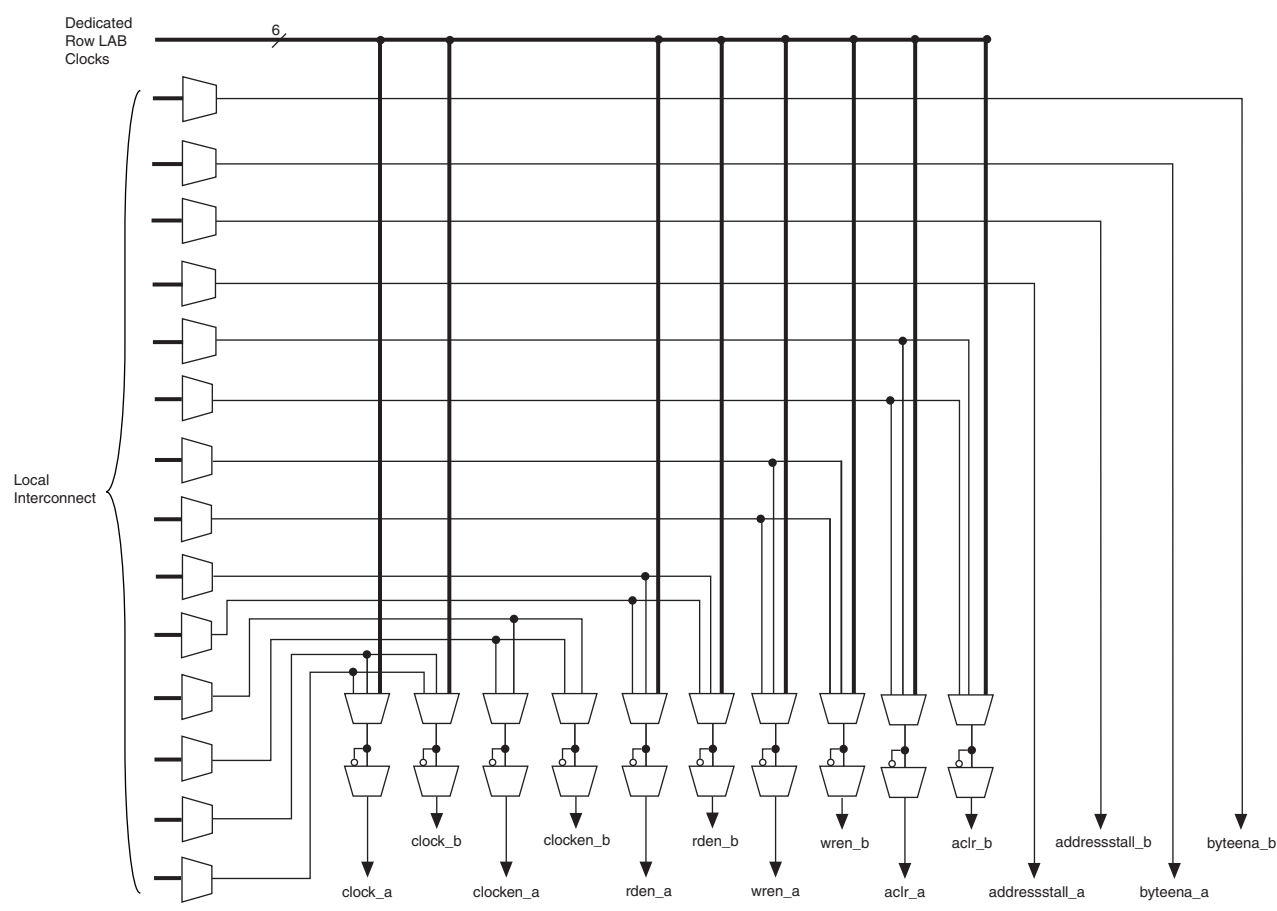 Dedicated
Row LAB
Clocks
6
Local
Interconnect
clock_b
clocken_b
rden_b
wren_b
aclr_b
addressstall_b
byteena_b
clock_a
clocken_a
rden_a
wren_a
aclr_a
addressstall_a
byteena_a